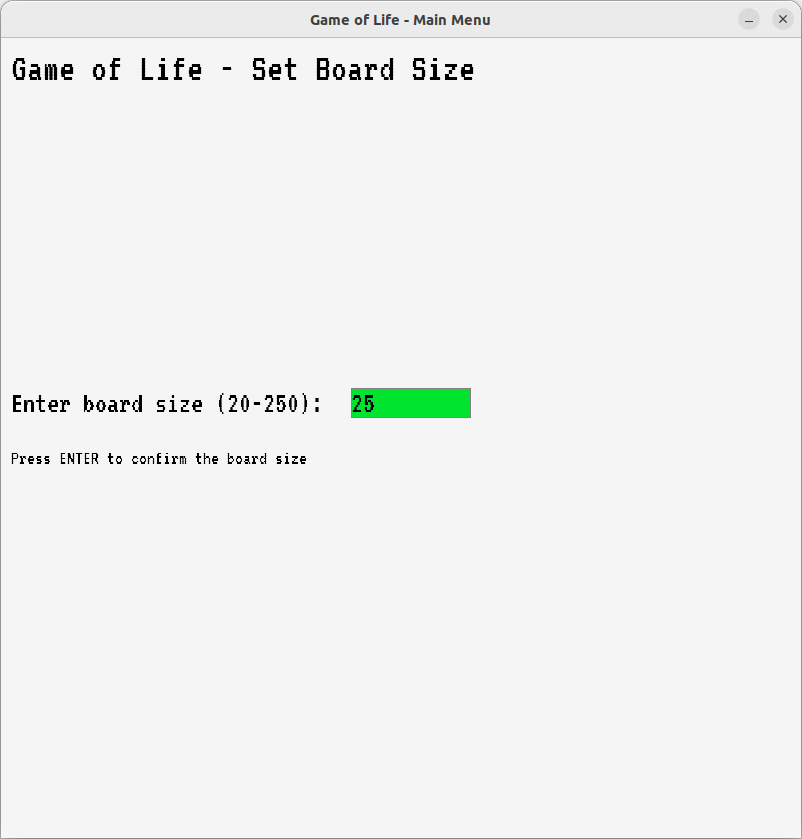 Game of Life - Main Menu
Game of Life - Set Board Size
Enter board size (20-250): 25
Press ENTER to confirm the board size